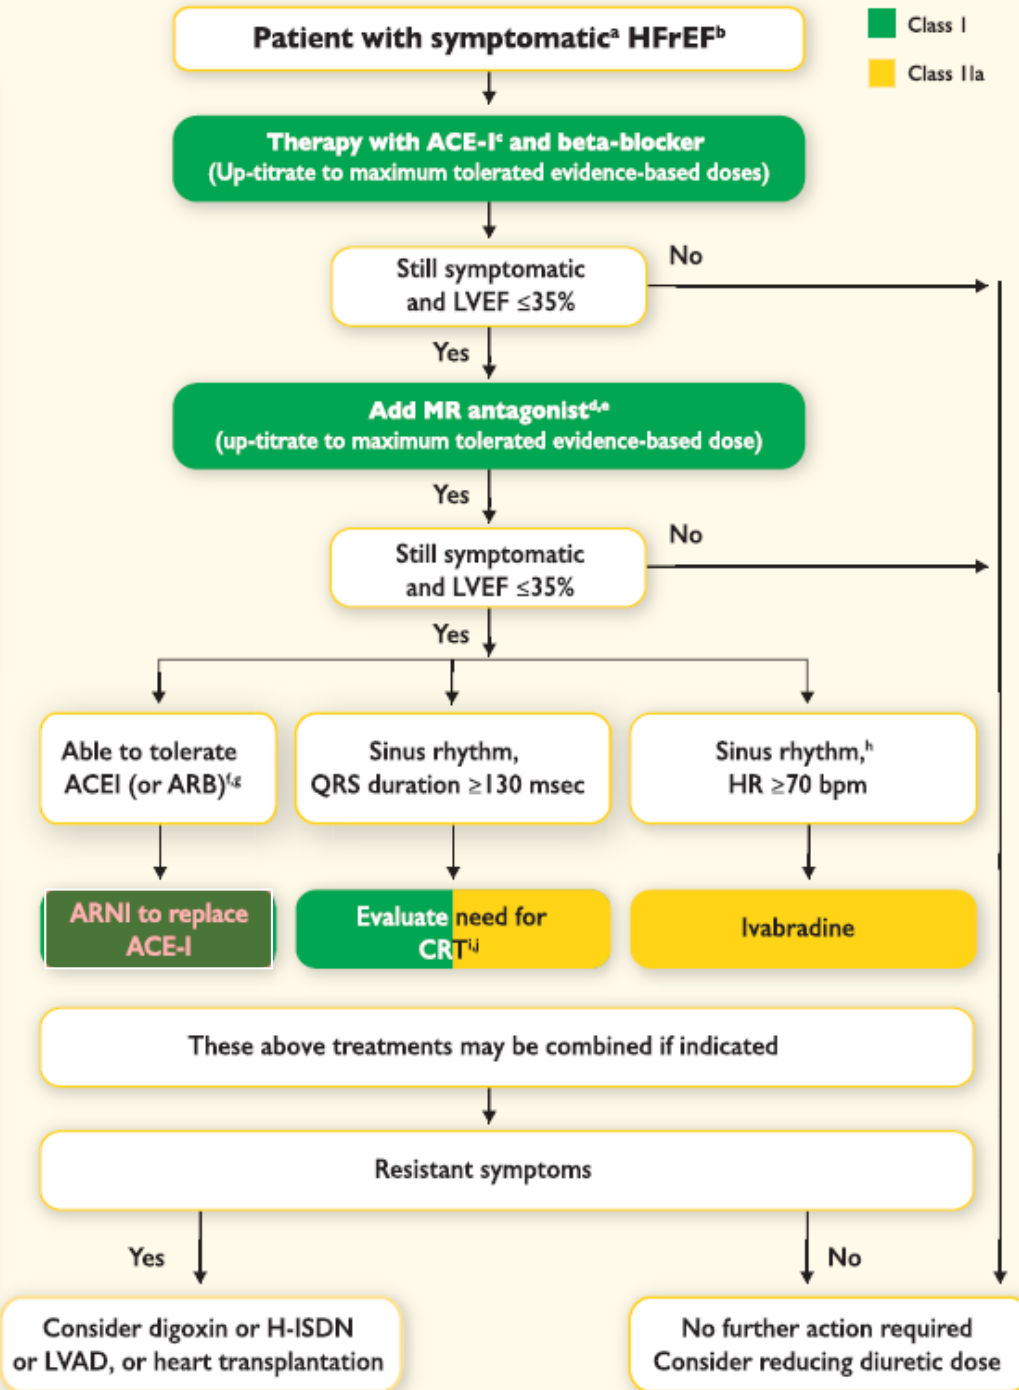 Patient with symptomaticᵃ HFrEFᵇ
Class I
Class IIa
Therapy with ACE-Iᶜ and beta-blocker
(Up-titrate to maximum tolerated evidence-based doses)
Still symptomatic
and LVEF ≤35%
No
Yes
Add MR antagonistᵈ,ᵉ
(up-titrate to maximum tolerated evidence-based dose)
Yes
Still symptomatic
and LVEF ≤35%
No
Yes
Able to tolerate
ACEI (or ARB)ᶠ,ᵍ
Sinus rhythm,
QRS duration ≥130 msec
Sinus rhythm,ʰ
HR ≥70 bpm
ARNI to replace
ACE-I
Evaluate need for
CRTⁱ,ʲ
Ivabradine
These above treatments may be combined if indicated
Resistant symptoms
Yes
No
Consider digoxin or H-ISDN
or LVAD, or heart transplantation
No further action required
Consider reducing diuretic dose